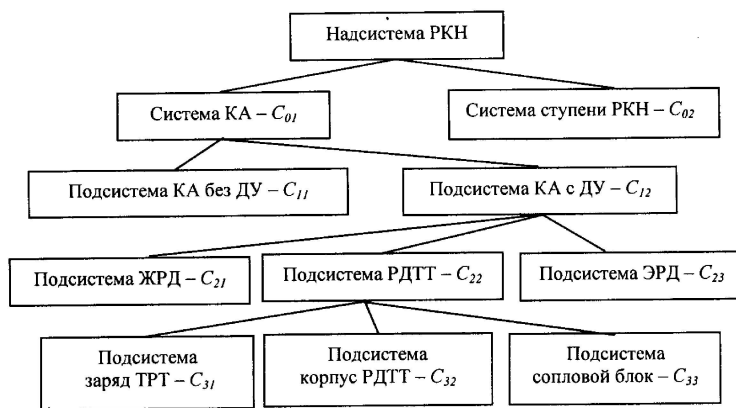 Надсистема РКН
Система КА – C01
Система ступени РКН – C02
Подсистема КА без ДУ – C11
Подсистема КА с ДУ – C12
Подсистема ЖРД – C21
Подсистема РДТТ – C22
Подсистема ЭРД – C23
Подсистема
заряд ТРТ – C31
Подсистема
корпус РДТТ – C32
Подсистема
сопловой блок – C33